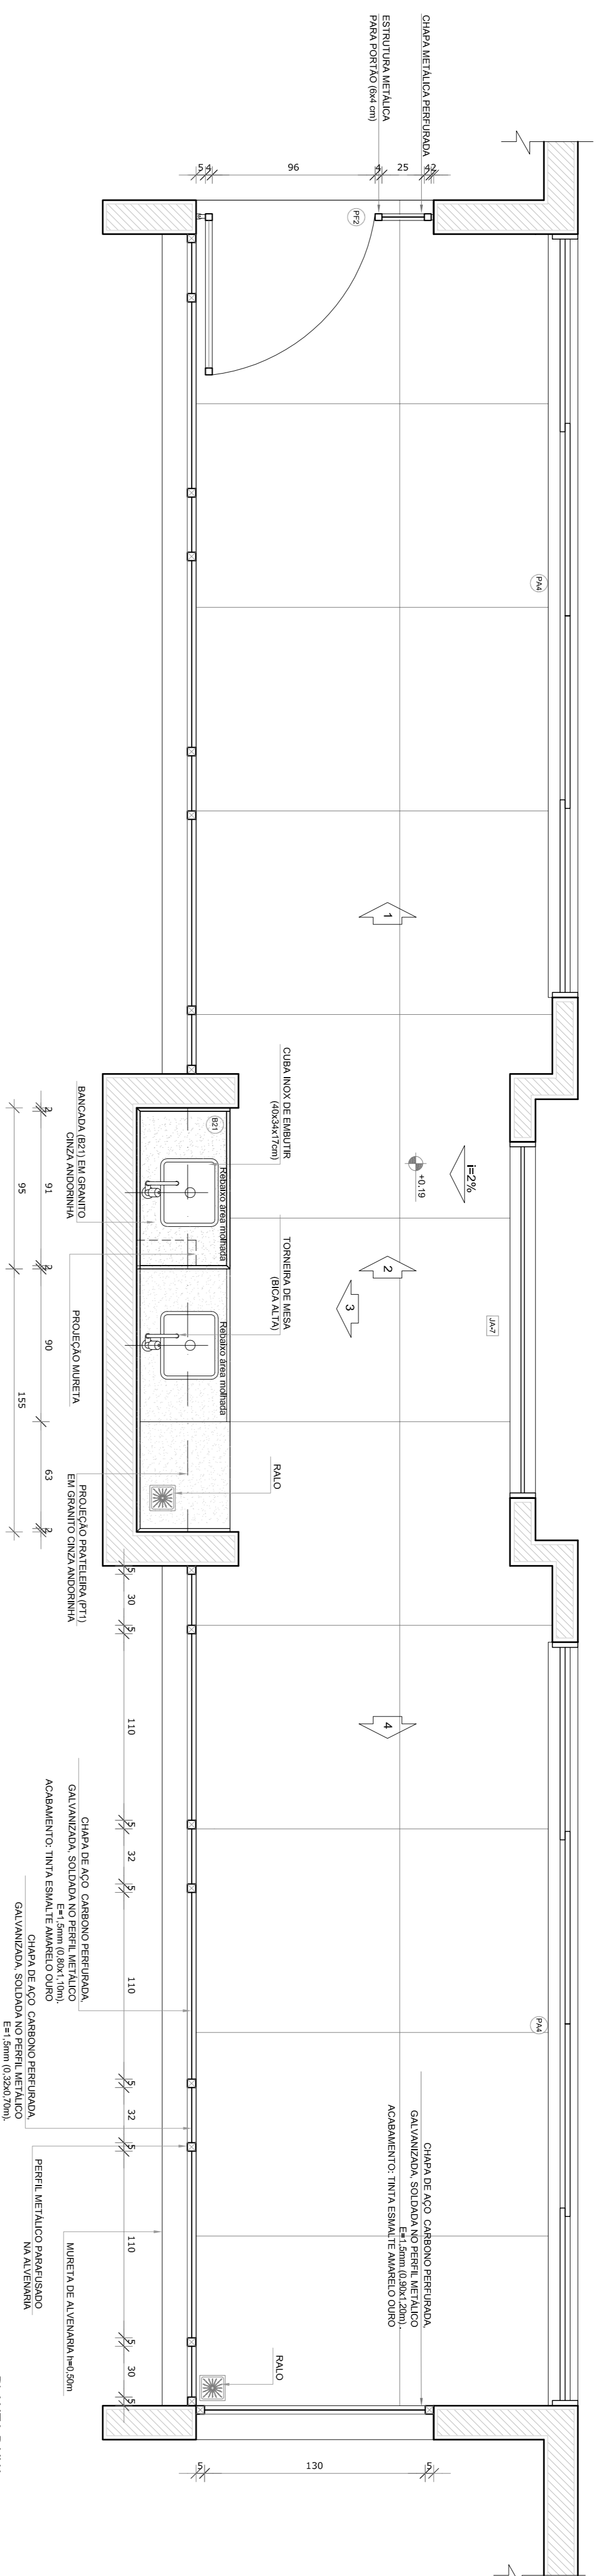 CHAPA METÁLICA PERFURADA
ESTRUTURA METÁLICA
PARA PORTÃO (6x4 cm)
5
4
96
4
25
4
2
PF2
PA4
1
CUBA INOX DE EMBUTIR
(40x34x17cm)
B21
Rebaixo área molhada
BANCADA (B21) EM GRANITO
CINZA ANDORINHA
i=2%
+0,19
2
3
JA-7
TORNEIRA DE MESA
(BICA ALTA)
Rebaixo área molhada
PROJEÇÃO MURETA
RALO
PROJEÇÃO PRATELEIRA (PT1)
EM GRANITO CINZA ANDORINHA
2
91
2
90
63
2
95
155
4
PA4
5
30
5
110
5
32
5
110
5
32
5
110
5
30
5
CHAPA DE AÇO CARBONO PERFURADA,
GALVANIZADA, SOLDADA NO PERFIL METÁLICO
E=1,5mm (0,80x1,10m).
ACABAMENTO: TINTA ESMALTE AMARELO OURO
CHAPA DE AÇO CARBONO PERFURADA,
GALVANIZADA, SOLDADA NO PERFIL METÁLICO
E=1,5mm (0,32x0,70m).
CHAPA DE AÇO CARBONO PERFURADA,
GALVANIZADA, SOLDADA NO PERFIL METÁLICO
E=1,5mm (0,90x1,20m) .
ACABAMENTO: TINTA ESMALTE AMARELO OURO
PERFIL METÁLICO PARAFUSADO
NA ALVENARIA
MURETA DE ALVENARIA h=0,50m
RALO
5
130
5